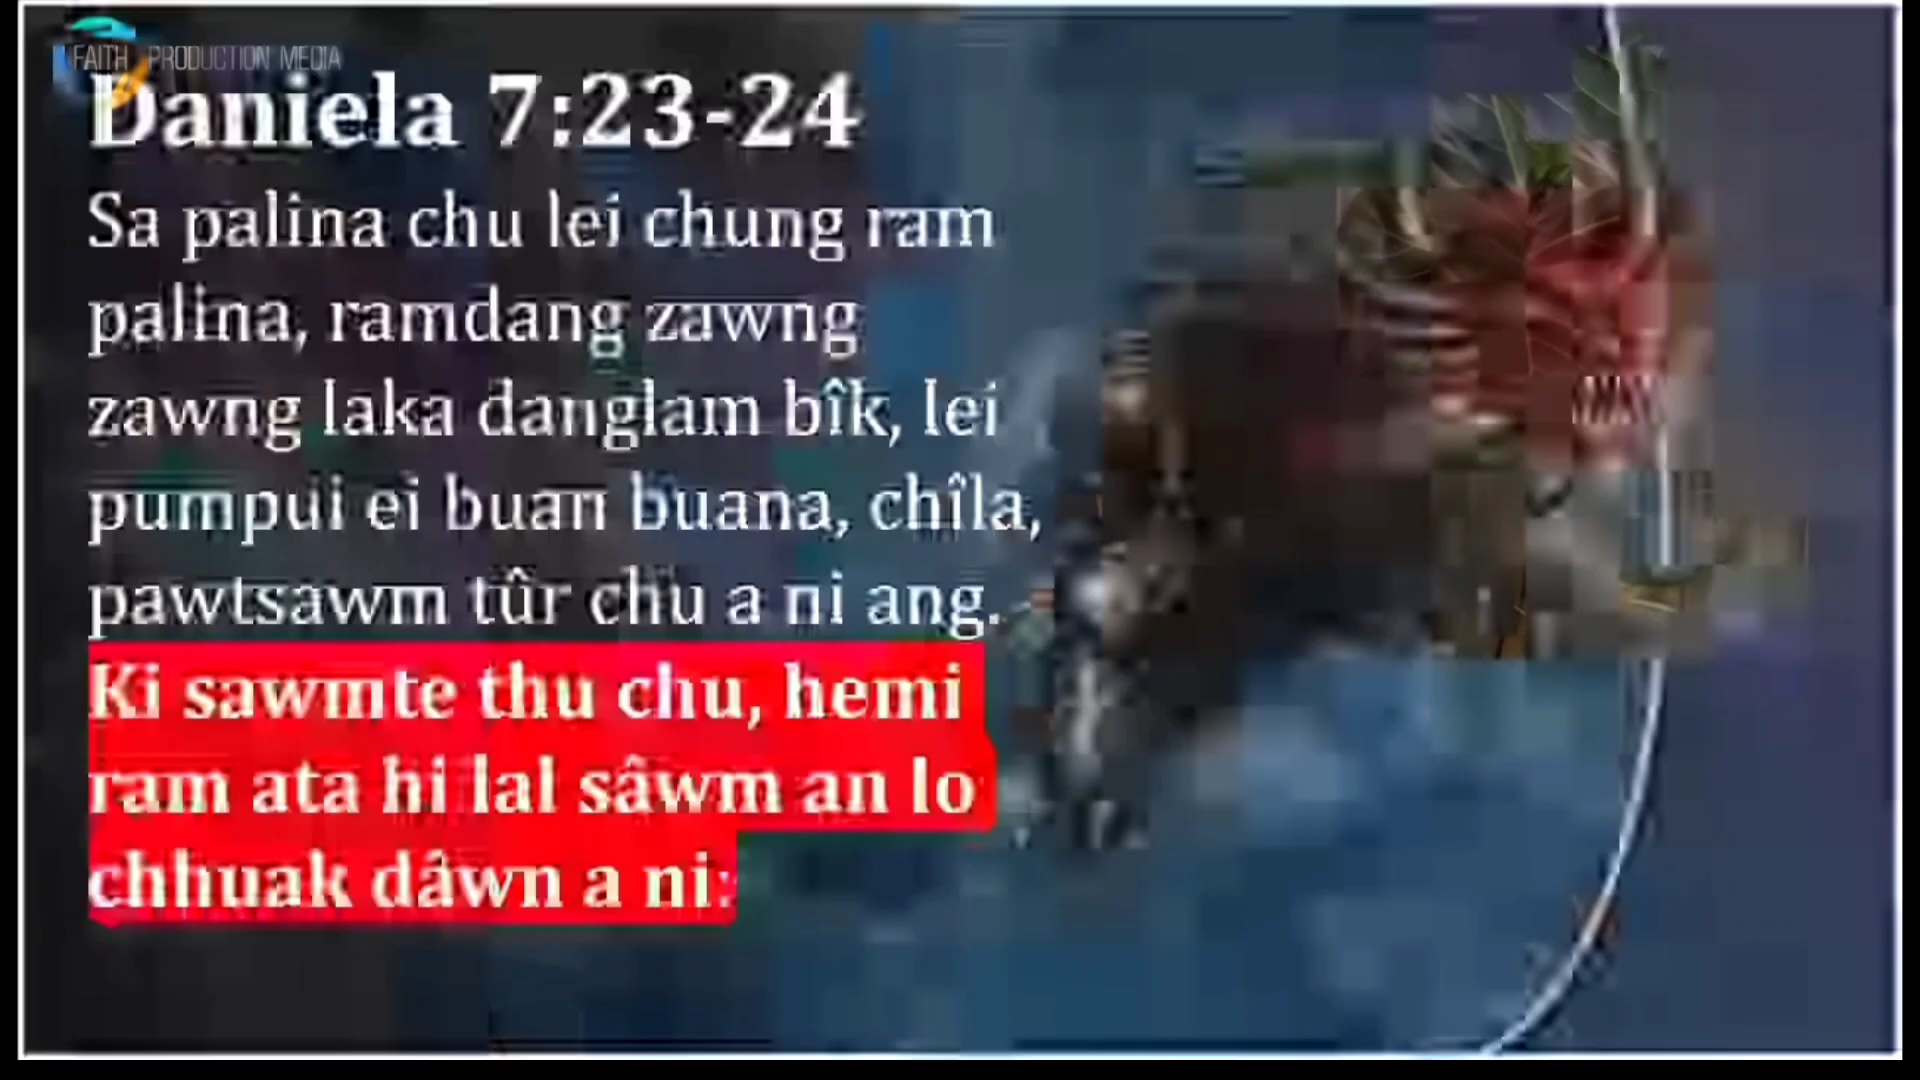 FAITH PRODUCTION MEDIA
Daniela 7:23-24
Sa palina chu lei chung ram
palina, ramdang zawng
zawng laka danglam bîk, lei
pumpui ei buan buana, chîla,
pawtsawm tûr chu a ni ang.
Ki sawmte thu chu, hemi
ram ata hi lal sâwm an lo
chhuak dâwn a ni: